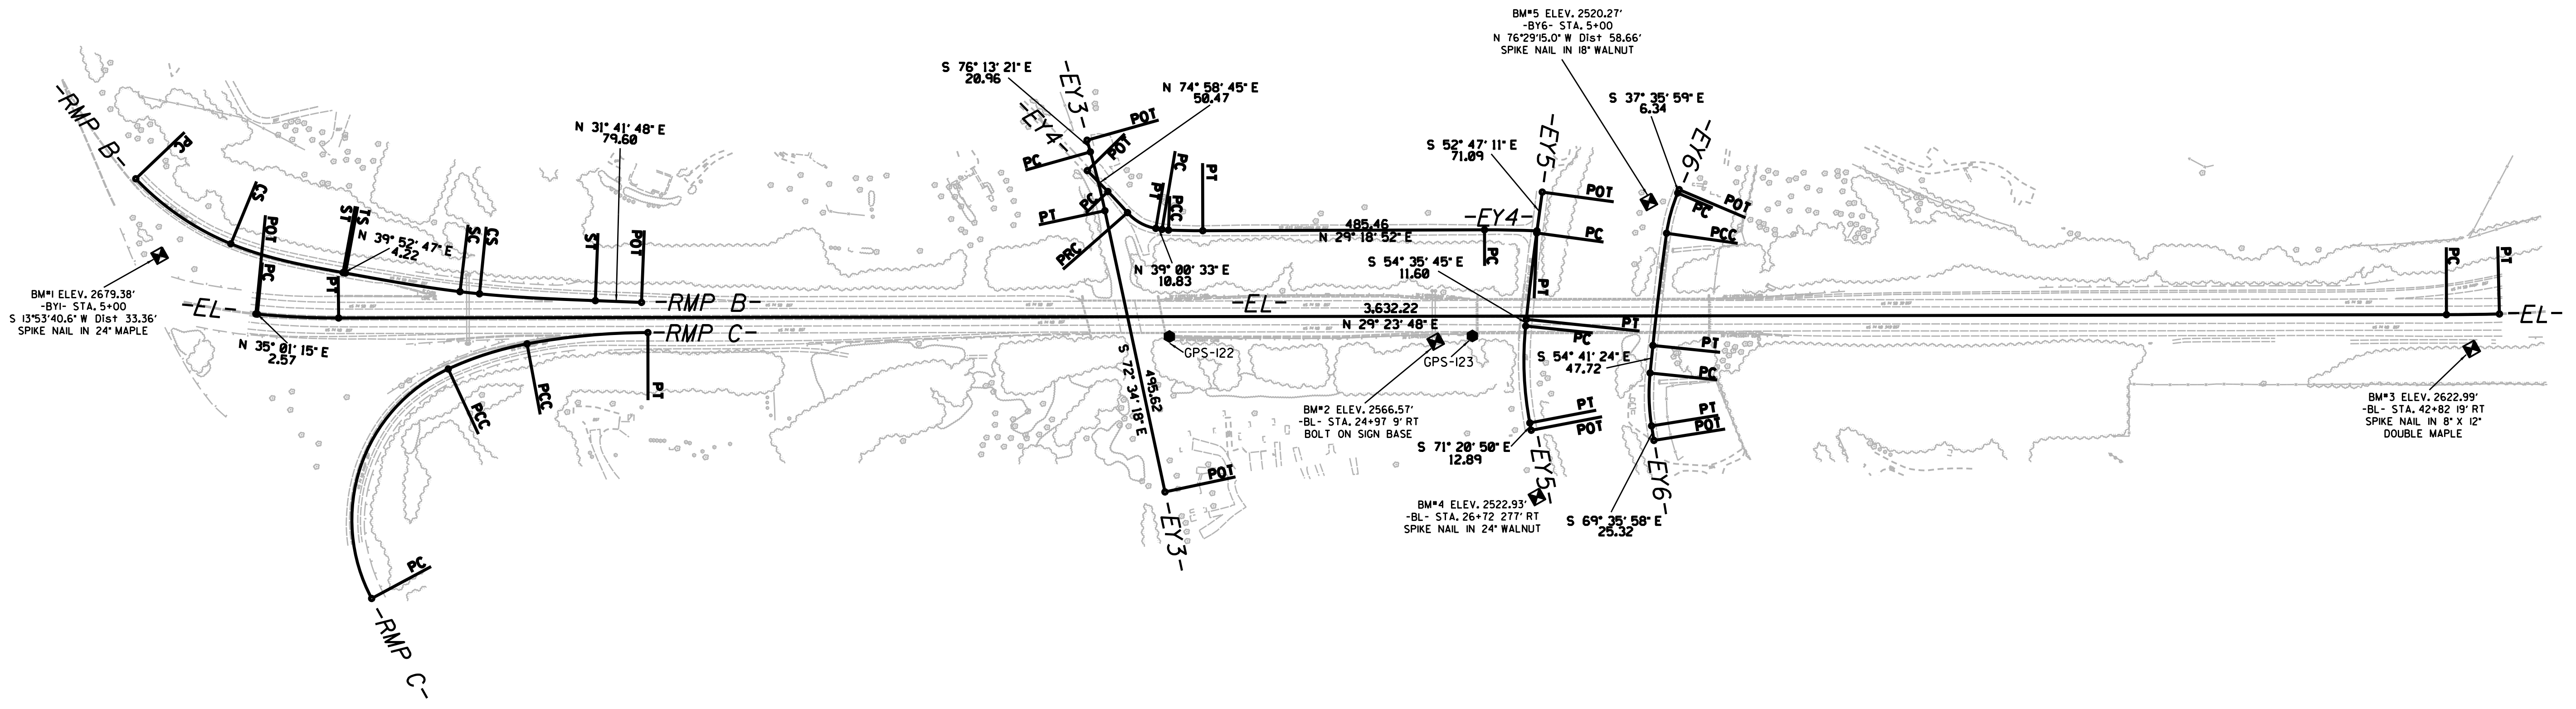 -RMP B-
PC
CS
POT
PC
PT
ST
TS
N 39° 52' 47" E
4.22
SC
CS
ST
POT
N 31° 41' 48" E
79.60
-RMP B-
-EL-
BM#1 ELEV. 2679.38'
-BY1- STA. 5+00
S 13°53'40.6" W Dist 33.36'
SPIKE NAIL IN 24" MAPLE
N 35° 01' 15" E
2.57
-RMP C-
PT
PCC
PCC
PC
-RMP C-
S 76° 13' 21" E
20.96
-EY3-
-EY4-
N 74° 58' 45" E
50.47
POT
POT
PC
PC
PT
PRC
PT
PC
PCC
PT
N 39° 00' 33" E
10.83
485.46
N 29° 18' 52" E
-EY4-
PC
-EL-
3,632.22
N 29° 23' 48" E
GPS-122
GPS-123
S 72° 34' 18" E
495.62
POT
-EY3-
BM#2 ELEV. 2566.57'
-BL- STA. 24+97 9' RT
BOLT ON SIGN BASE
BM#5 ELEV. 2520.27'
-BY6- STA. 5+00
N 76°29'15.0" W Dist 58.66'
SPIKE NAIL IN 18" WALNUT
S 52° 47' 11" E
71.09
-EY5-
POT
PC
PT
S 54° 35' 45" E
11.60
PT
PC
PT
POT
S 71° 20' 50" E
12.89
-EY5-
BM#4 ELEV. 2522.93'
-BL- STA. 26+72 277' RT
SPIKE NAIL IN 24" WALNUT
S 37° 35' 59" E
6.34
-EY6-
POT
PC
PCC
PT
S 54° 41' 24" E
47.72
PC
PT
POT
S 69° 35' 58" E
25.32
-EY6-
PC
PT
-EL-
BM#3 ELEV. 2622.99'
-BL- STA. 42+82 19' RT
SPIKE NAIL IN 8" X 12"
DOUBLE MAPLE